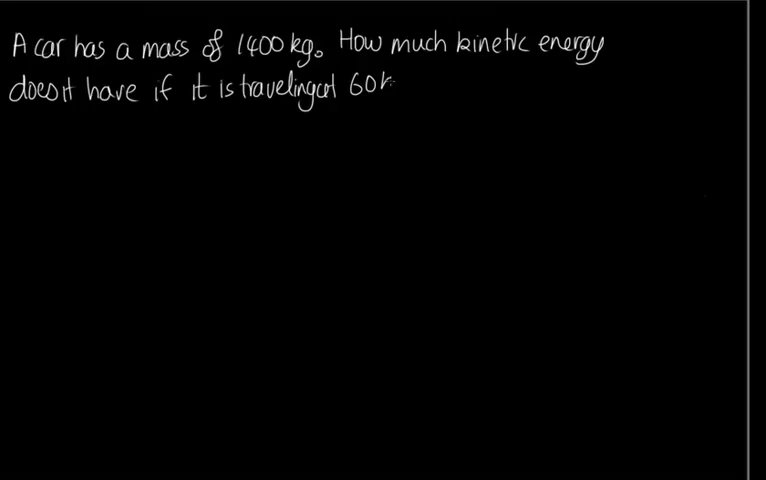 A car has a mass of 1400 kg. How much kinetic energy
does it have if it is traveling at 60 k